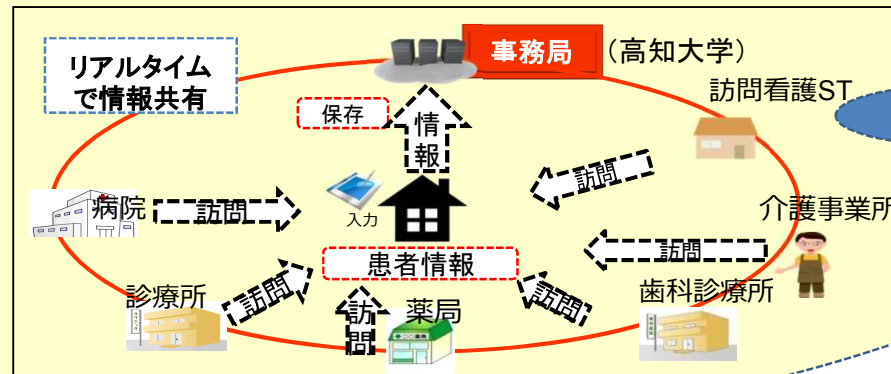 リアルタイム
で情報共有
事務局
(高知大学)
訪問看護ST
保存
情報
訪問
病院
訪問
入力
介護事業所
訪問
患者情報
診療所
訪問
訪問
薬局
訪問
歯科診療所